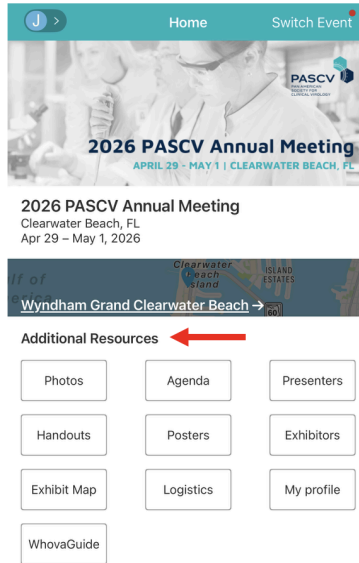 J >
Home
Switch Event
PASCV
PAN AMERICAN
SOCIETY FOR
CLINICAL VIROLOGY
2026 PASCV Annual Meeting
APRIL 29 - MAY 1 | CLEARWATER BEACH, FL
2026 PASCV Annual Meeting
Clearwater Beach, FL
Apr 29 – May 1, 2026
Clearwater
Beach
Island
ISLAND
ESTATES
lf of
erica
Wyndham Grand Clearwater Beach →
60
Additional Resources
Photos
Agenda
Presenters
Handouts
Posters
Exhibitors
Exhibit Map
Logistics
My profile
WhovaGuide